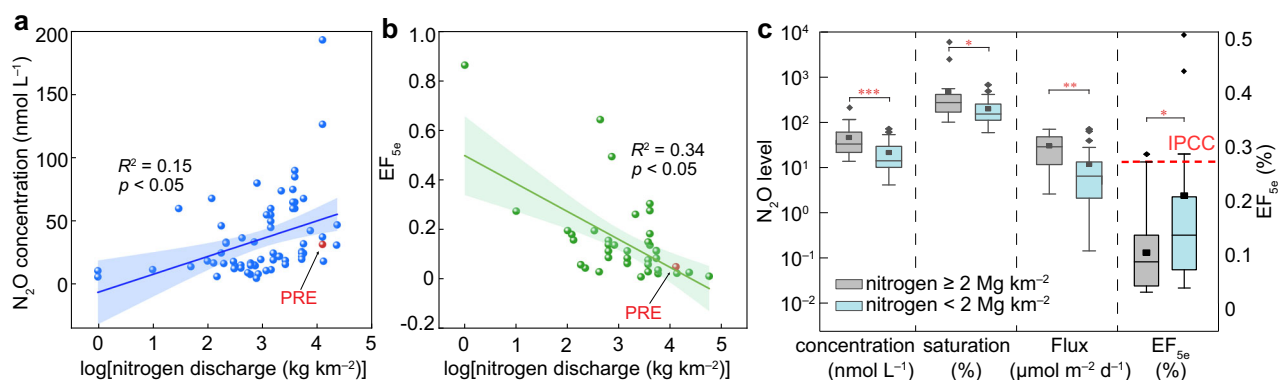 a
N₂O concentration (nmol L⁻¹)
200
150
100
50
0
R² = 0.15
p < 0.05
PRE
0 1 2 3 4 5
log[nitrogen discharge (kg km⁻²)]
b
EF₅ₑ
1.0
0.8
0.6
0.4
0.2
0
-0.2
R² = 0.34
p < 0.05
PRE
0 1 2 3 4 5
log[nitrogen discharge (kg km⁻²)]
c
N₂O level
10⁴
10³
10²
10¹
10⁰
10⁻¹
10⁻²
***
*
**
*
IPCC
nitrogen ≥ 2 Mg km⁻²
nitrogen < 2 Mg km⁻²
0.5
0.4
0.3
0.2
0.1
0
EF₅ₑ (%)
concentration saturation Flux EF₅ₑ
(nmol L⁻¹) (%) (µmol m⁻² d⁻¹) (%)